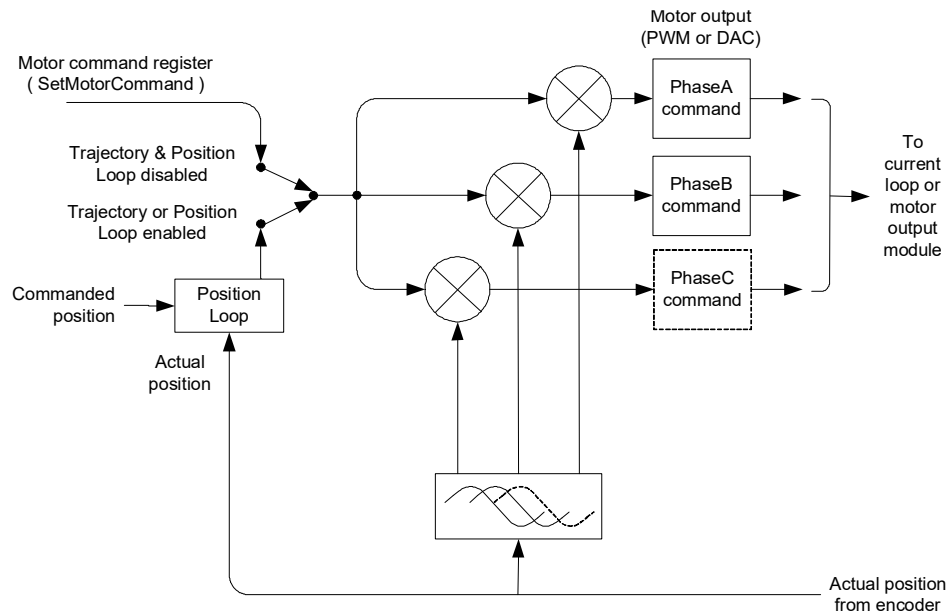 Motor output
(PWM or DAC)
Motor command register
( SetMotorCommand )
PhaseA
command
Trajectory & Position
Loop disabled
Trajectory or Position
Loop enabled
PhaseB
command
To
current
loop or
motor
output
module
PhaseC
command
Commanded
position
Position
Loop
Actual
position
Actual position
from encoder